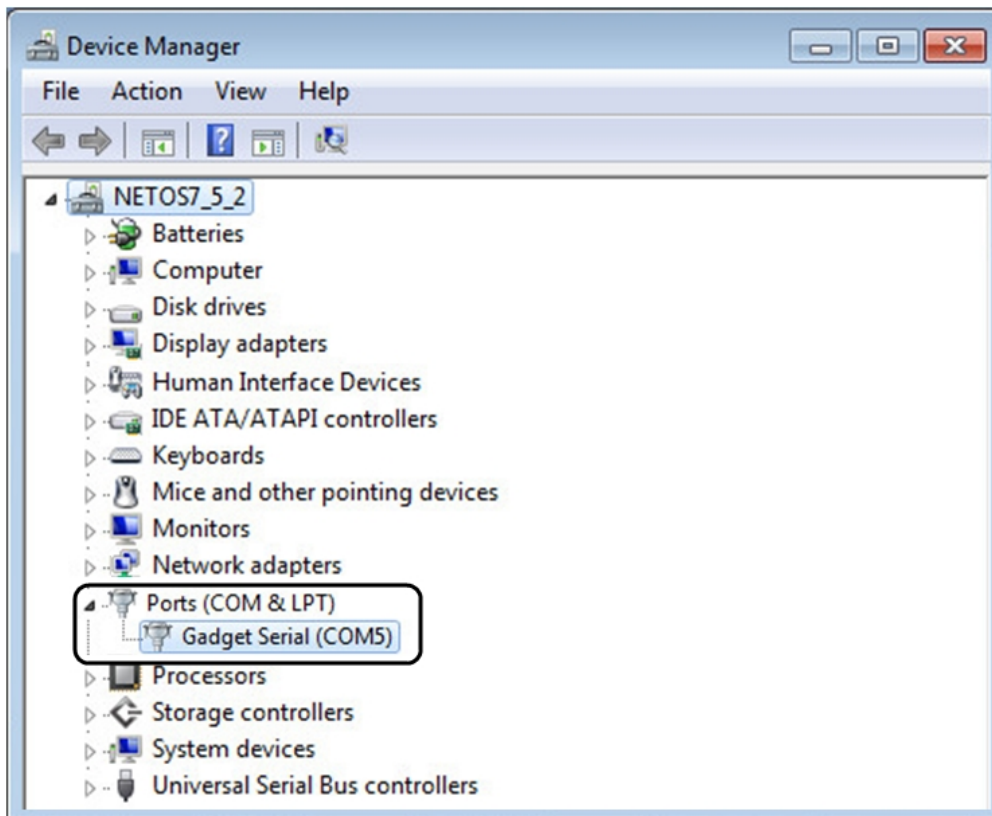 Device Manager
File Action View Help
NETOS7_5_2
Batteries
Computer
Disk drives
Display adapters
Human Interface Devices
IDE ATA/ATAPI controllers
Keyboards
Mice and other pointing devices
Monitors
Network adapters
Ports (COM & LPT)
Gadget Serial (COM5)
Processors
Storage controllers
System devices
Universal Serial Bus controllers